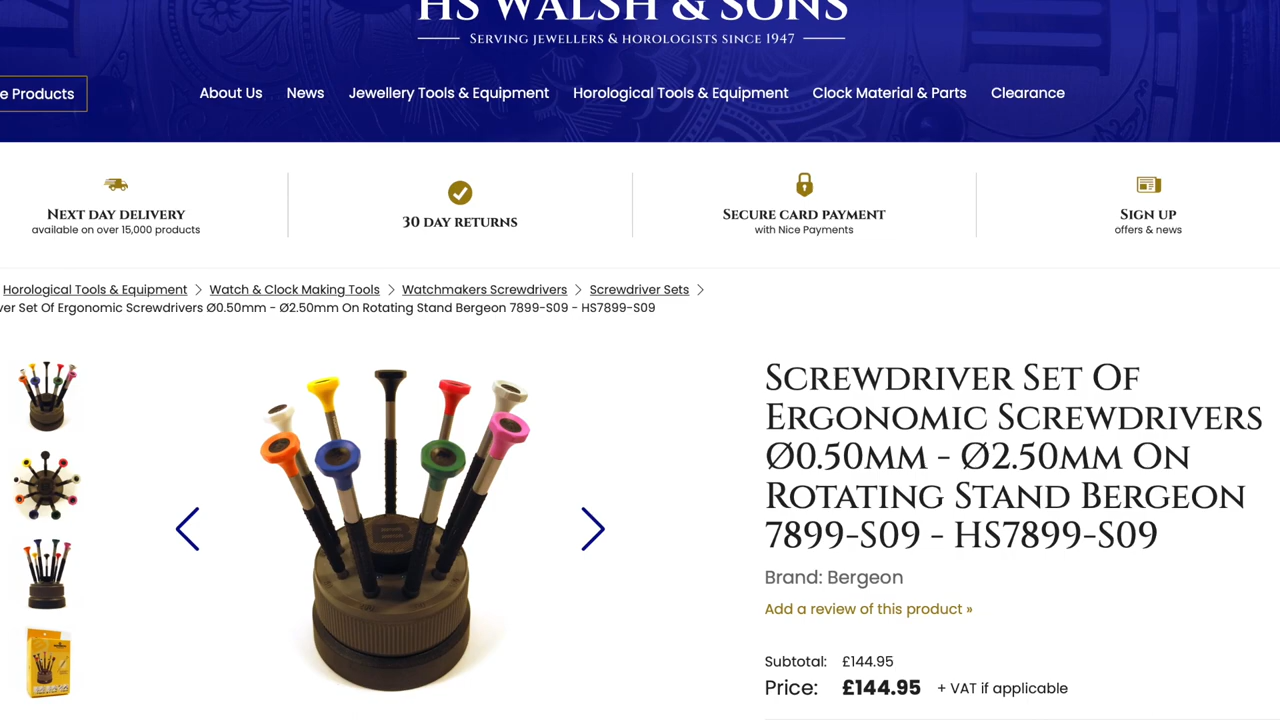 HS WALSH & SONS
SERVING JEWELLERS & HOROLOGISTS SINCE 1947
e Products
About Us
News
Jewellery Tools & Equipment
Horological Tools & Equipment
Clock Material & Parts
Clearance
NEXT DAY DELIVERY
available on over 15,000 products
30 DAY RETURNS
SECURE CARD PAYMENT
with Nice Payments
SIGN UP
offers & news
Horological Tools & Equipment > Watch & Clock Making Tools > Watchmakers Screwdrivers > Screwdriver Sets >
ver Set Of Ergonomic Screwdrivers Ø0.50mm - Ø2.50mm On Rotating Stand Bergeon 7899-S09 - HS7899-S09
SCREWDRIVER SET OF
ERGONOMIC SCREWDRIVERS
Ø0.50MM - Ø2.50MM ON
ROTATING STAND BERGEON
7899-S09 - HS7899-S09
Brand: Bergeon
Add a review of this product »
Subtotal: £144.95
Price: £144.95 + VAT if applicable